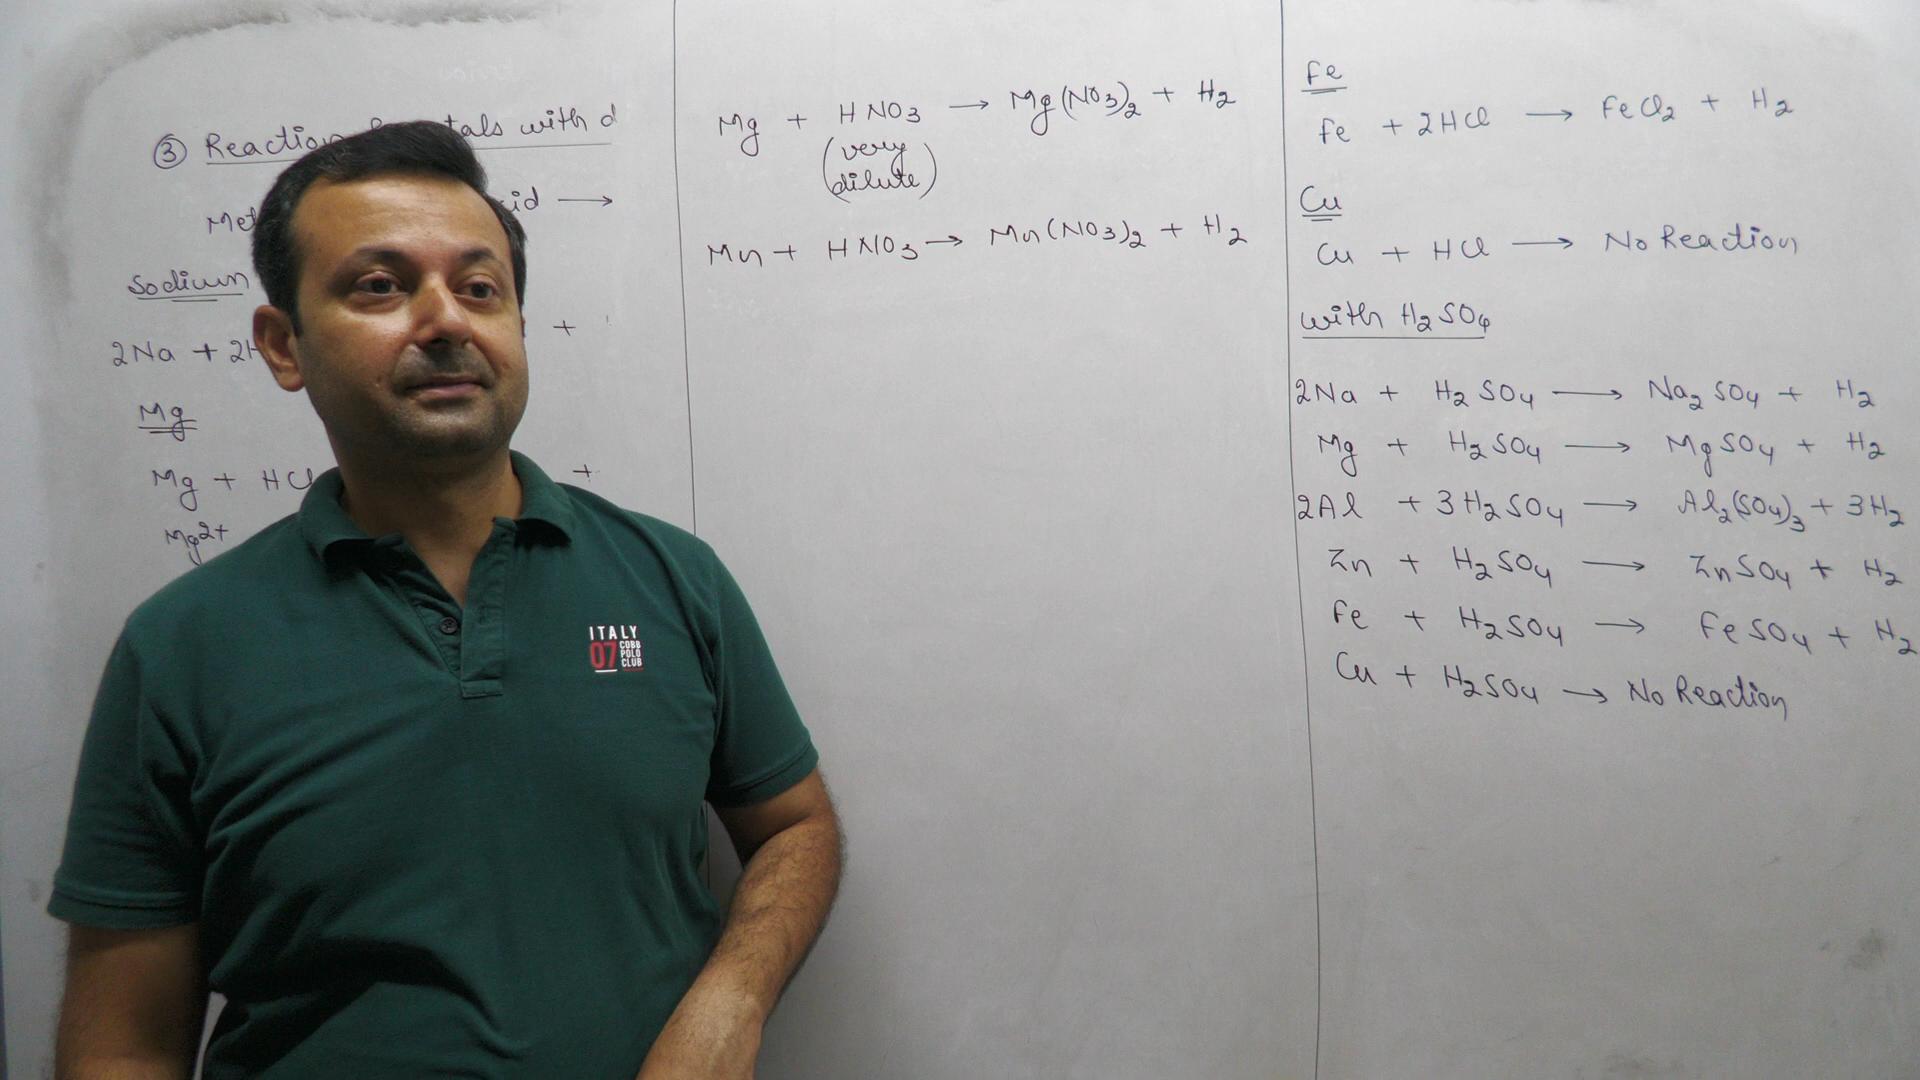 ③ Reaction metals with d
Met id →
Sodium
2Na + 2H +
Mg
Mg + HCl +
Mg2+
Mg + HNO3 → Mg(NO3)2 + H2
(very
dilute)
Mn + HNO3 → Mn(NO3)2 + H2
Fe
Fe + 2HCl → FeCl2 + H2
Cu
Cu + HCl → No Reaction
with H2SO4
2Na + H2SO4 → Na2SO4 + H2
Mg + H2SO4 → MgSO4 + H2
2Al + 3H2SO4 → Al2(SO4)3 + 3H2
Zn + H2SO4 → ZnSO4 + H2
Fe + H2SO4 → FeSO4 + H2
Cu + H2SO4 → No Reaction
ITALY
07 COBB
POLO
CLUB